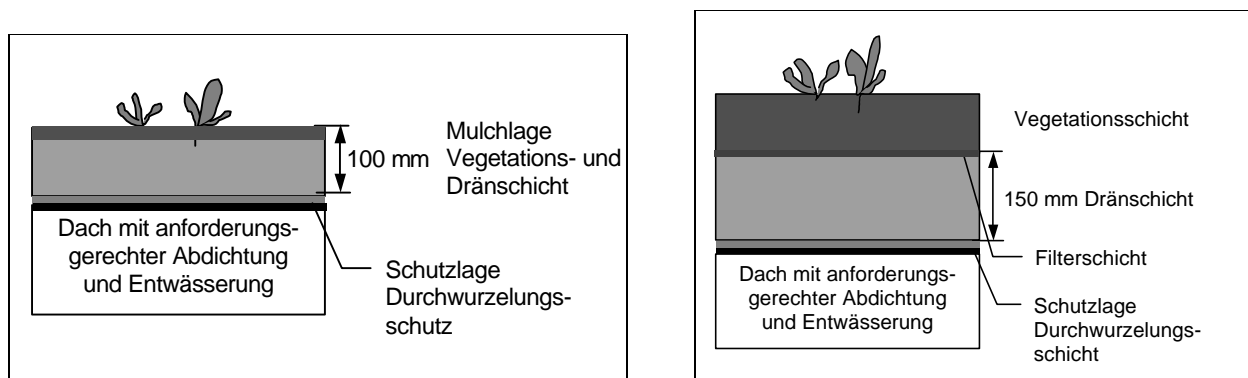 100 mm
Mulchlage
Vegetations- und
Dränschicht
Dach mit anforderungs-
gerechter Abdichtung
und Entwässerung
Schutzlage
Durchwurzelungs-
schutz
Vegetationsschicht
150 mm Dränschicht
Filterschicht
Dach mit anforderungs-
gerechter Abdichtung
und Entwässerung
Schutzlage
Durchwurzelungs-
schicht